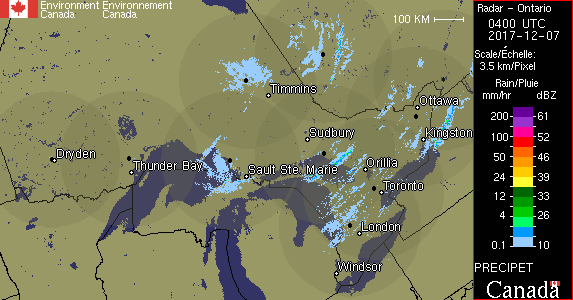 Environment Environnement
Canada Canada
100 KM
Timmins
Ottawa
Sudbury
Kingston
Dryden
Thunder Bay
Sault Ste. Marie
Orillia
Toronto
London
Windsor
Radar - Ontario
0400 UTC
2017-12-07
Scale/Échelle:
3.5 km/Pixel
Rain/Pluie
mm/hr dBZ
200 61
100 52
50 46
24 39
12 33
4 26
0.1 10
PRECIPET
Canada